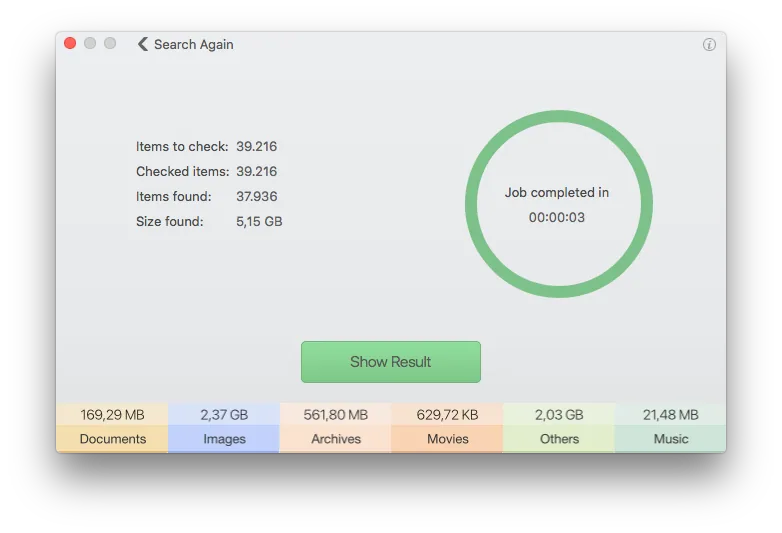 Search Again
Items to check: 39.216
Checked items: 39.216
Items found: 37.936
Size found: 5,15 GB
Job completed in
00:00:03
Show Result
169,29 MB 2,37 GB 561,80 MB 629,72 KB 2,03 GB 21,48 MB
Documents Images Archives Movies Others Music